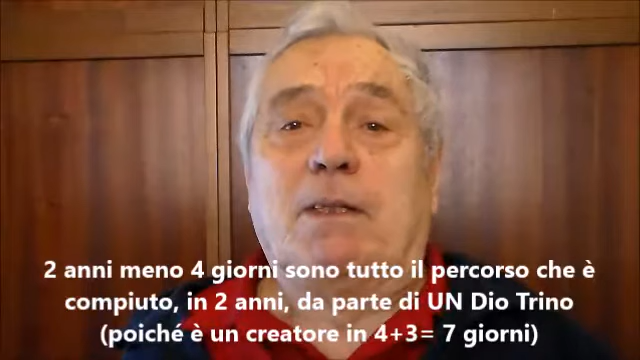 2 anni meno 4 giorni sono tutto il percorso che è
compiuto, in 2 anni, da parte di UN Dio Trino
(poiché è un creatore in 4+3= 7 giorni)